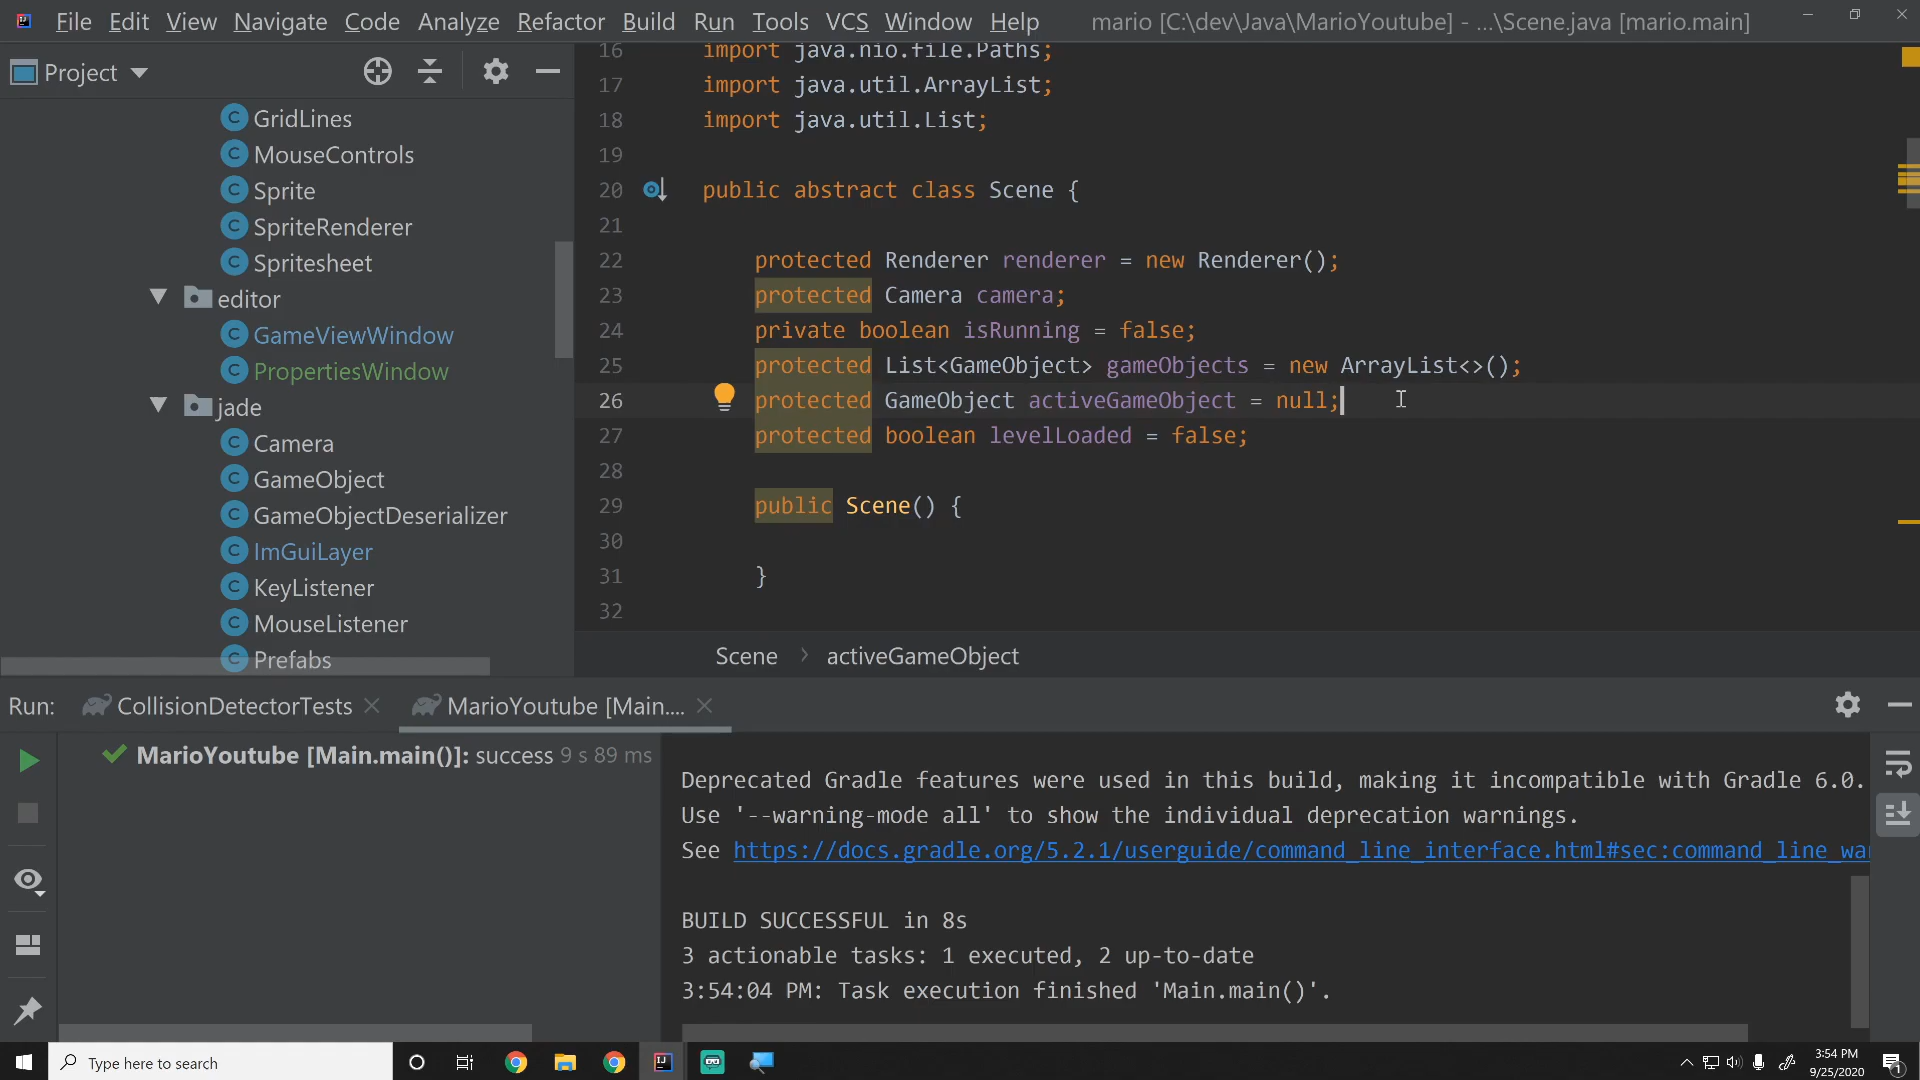 File Edit View Navigate Code Analyze Refactor Build Run Tools VCS Window Help mario [C:\dev\Java\MarioYoutube] - ...\Scene.java [mario.main]
Project
GridLines
MouseControls
Sprite
SpriteRenderer
Spritesheet
editor
GameViewWindow
PropertiesWindow
jade
Camera
GameObject
GameObjectDeserializer
ImGuiLayer
KeyListener
MouseListener
Prefabs
16 import java.nio.file.Paths;
17 import java.util.ArrayList;
18 import java.util.List;
19
20 public abstract class Scene {
21
22 protected Renderer renderer = new Renderer();
23 protected Camera camera;
24 private boolean isRunning = false;
25 protected List<GameObject> gameObjects = new ArrayList<>();
26 protected GameObject activeGameObject = null;
27 protected boolean levelLoaded = false;
28
29 public Scene() {
30
31 }
32
Scene > activeGameObject
Run: CollisionDetectorTests MarioYoutube [Main....
MarioYoutube [Main.main()]: success 9 s 89 ms
Deprecated Gradle features were used in this build, making it incompatible with Gradle 6.0.
Use '--warning-mode all' to show the individual deprecation warnings.
See https://docs.gradle.org/5.2.1/userguide/command_line_interface.html#sec:command_line_wa
BUILD SUCCESSFUL in 8s
3 actionable tasks: 1 executed, 2 up-to-date
3:54:04 PM: Task execution finished 'Main.main()'.
Type here to search
3:54 PM
9/25/2020
1